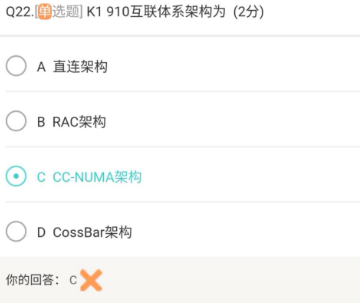 Q22.[单选题] K1 910互联体系架构为 (2分)
A 直连架构
B RAC架构
C CC-NUMA架构
D CossBar架构
你的回答： C